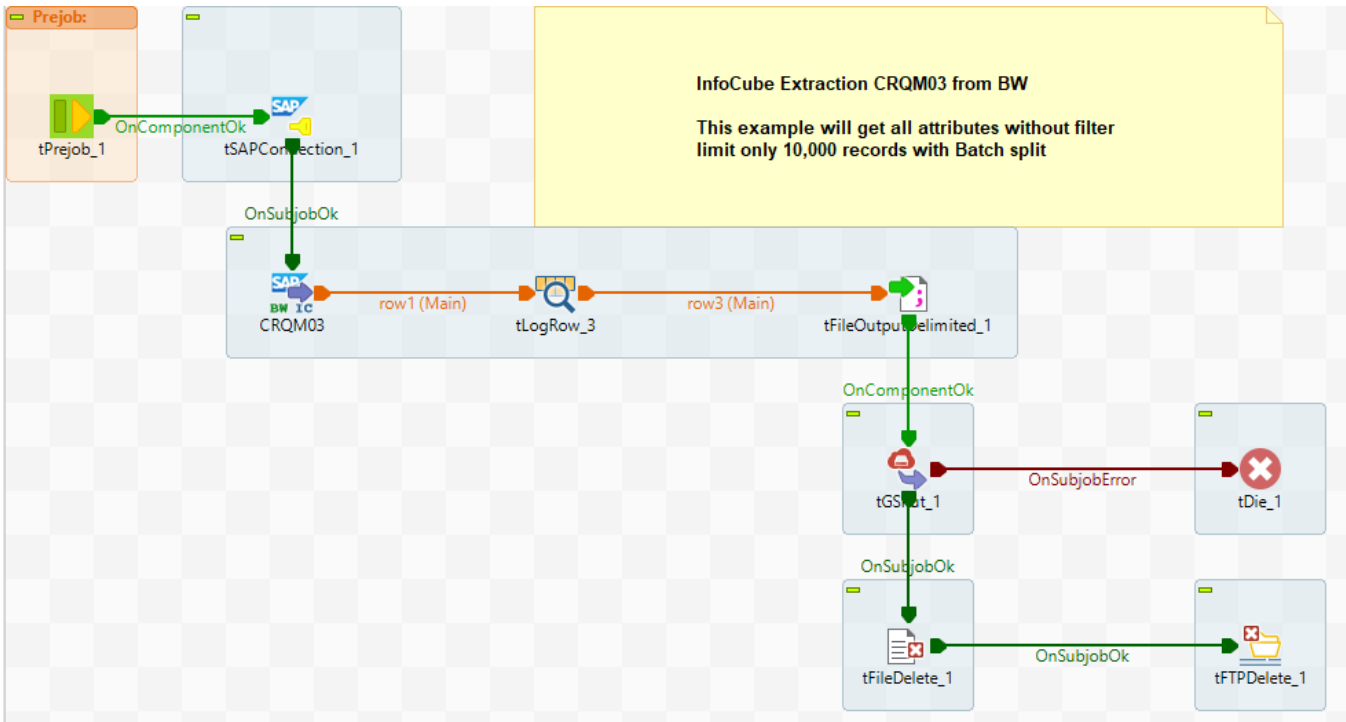 Prejob:
InfoCube Extraction CRQM03 from BW
This example will get all attributes without filter
limit only 10,000 records with Batch split
SAP
OnComponentOk
tPrejob_1
tSAPConnection_1
OnSubjobOk
SAP
BW IC
row1 (Main)
row3 (Main)
CRQM03
tLogRow_3
tFileOutputDelimited_1
OnComponentOk
OnSubjobError
tGSPut_1
tDie_1
OnSubjobOk
OnSubjobOk
tFileDelete_1
tFTPDelete_1